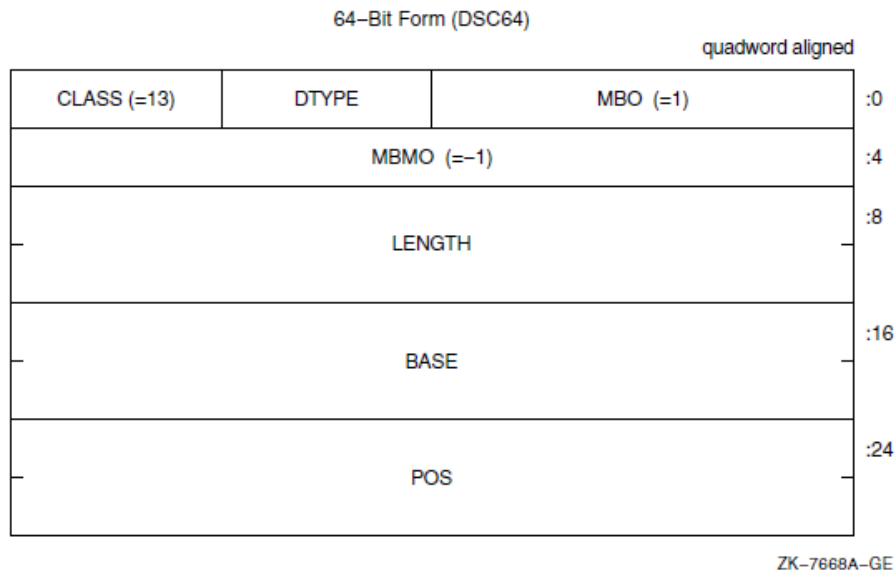 64–Bit Form (DSC64)
quadword aligned
CLASS (=13) DTYPE MBO (=1) :0
MBMO (=–1) :4
:8
LENGTH
:16
BASE
:24
POS
ZK–7668A–GE